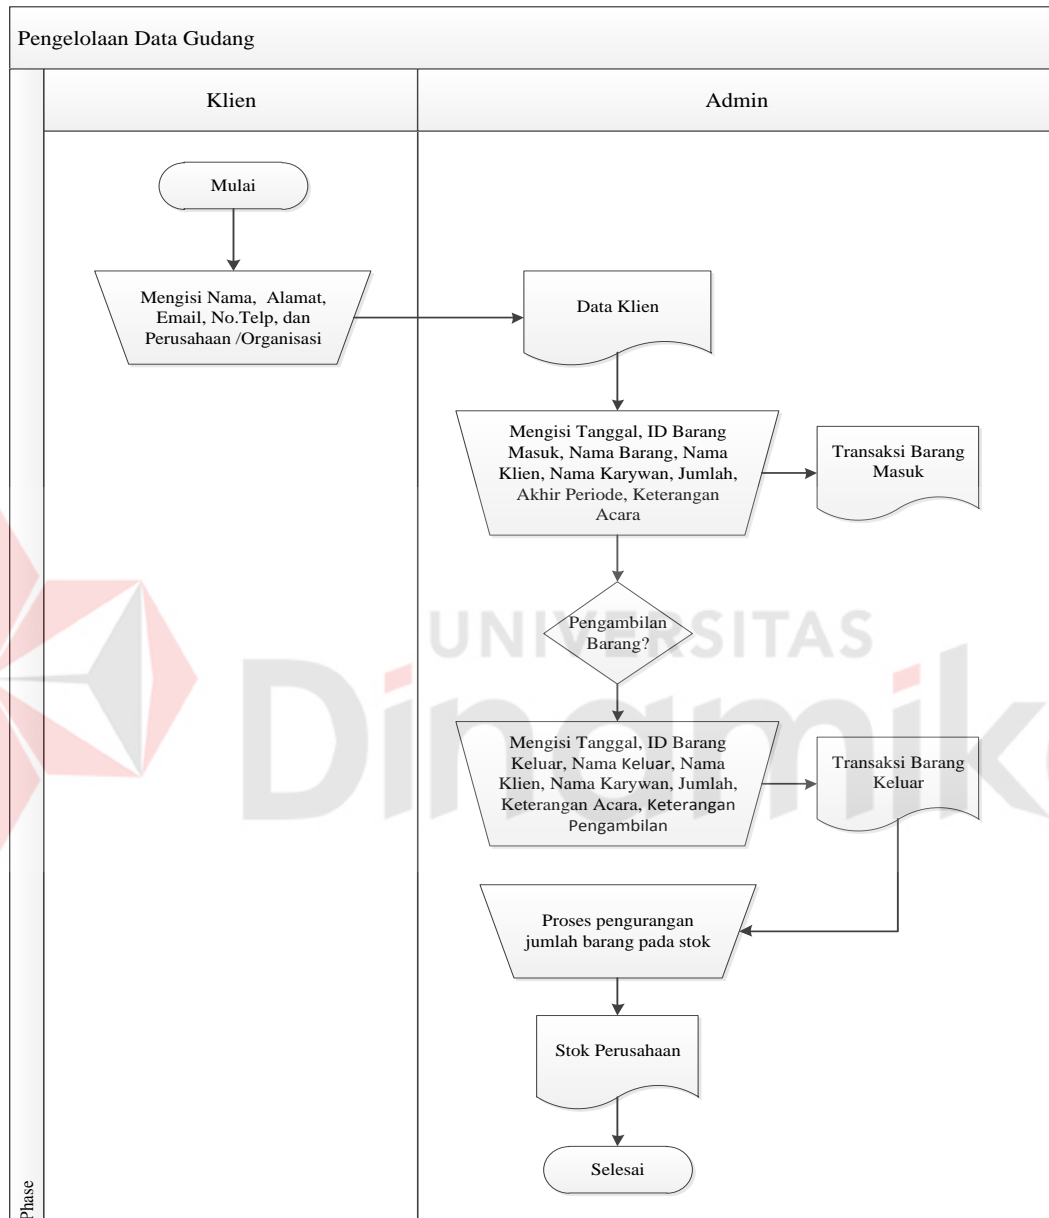 Pengelolaan Data Gudang
Klien
Admin
Mulai
Mengisi Nama, Alamat,
Email, No.Telp, dan
Perusahaan /Organisasi
Data Klien
Mengisi Tanggal, ID Barang
Masuk, Nama Barang, Nama
Klien, Nama Karywan, Jumlah,
Akhir Periode, Keterangan
Acara
Transaksi Barang
Masuk
Pengambilan
Barang?
UNIVERSITAS
Dinamika
Mengisi Tanggal, ID Barang
Keluar, Nama Keluar, Nama
Klien, Nama Karywan, Jumlah,
Keterangan Acara, Keterangan
Pengambilan
Transaksi Barang
Keluar
Proses pengurangan
jumlah barang pada stok
Stok Perusahaan
Selesai
Phase